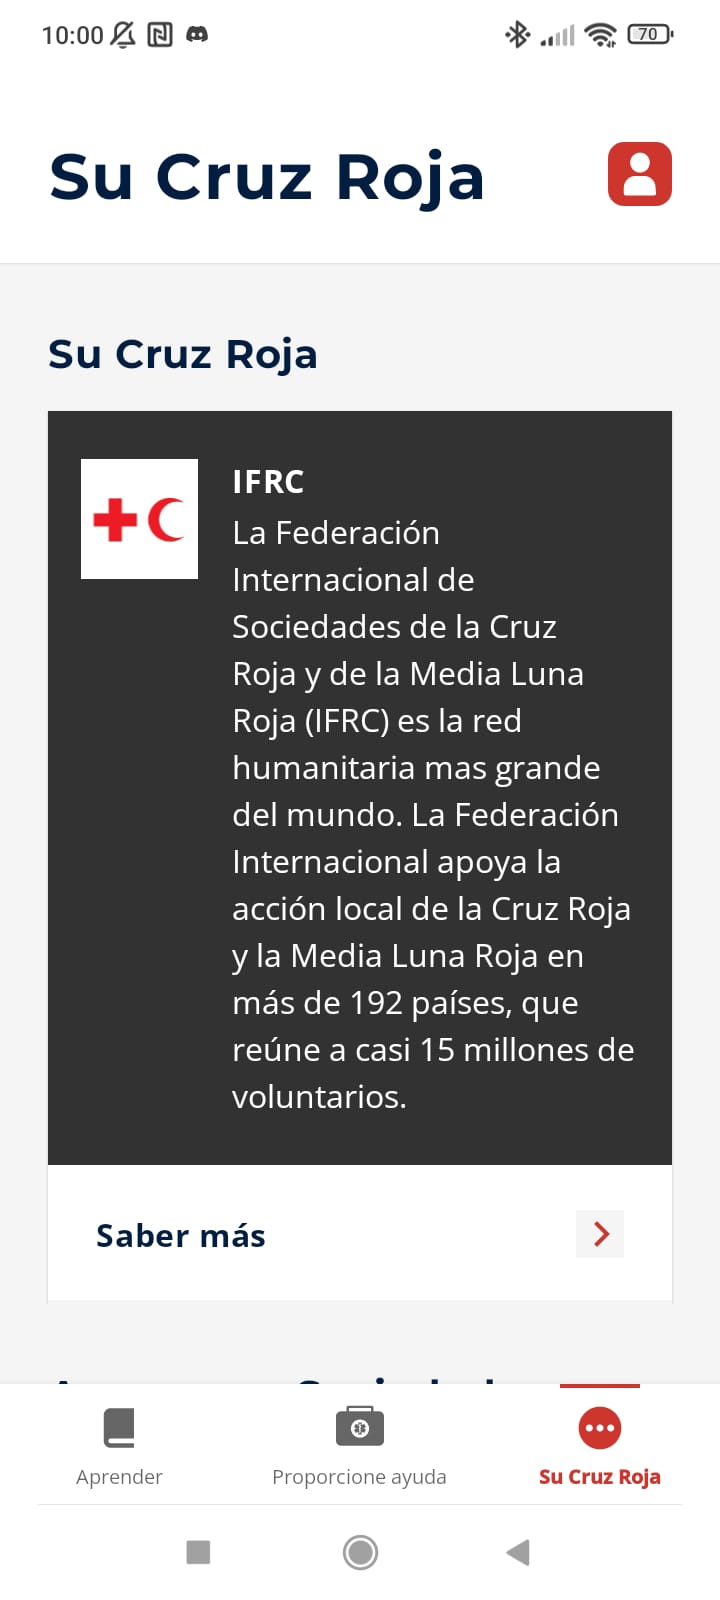 10:00
70
Su Cruz Roja
Su Cruz Roja
IFRC
La Federación
Internacional de
Sociedades de la Cruz
Roja y de la Media Luna
Roja (IFRC) es la red
humanitaria mas grande
del mundo. La Federación
Internacional apoya la
acción local de la Cruz Roja
y la Media Luna Roja en
más de 192 países, que
reúne a casi 15 millones de
voluntarios.
Saber más
Aprender
Proporcione ayuda
Su Cruz Roja